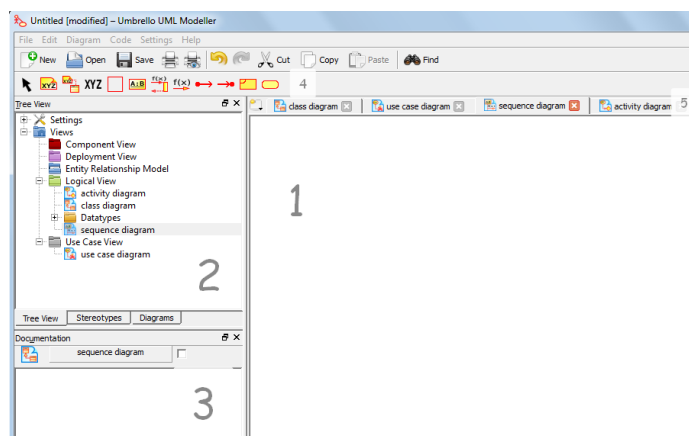 Untitled [modified] – Umbrello UML Modeller
File Edit Diagram Code Settings Help
New Open Save Cut Copy Paste Find
XYZ XYZ A:B f(x) f(x) 4
Tree View
class diagram use case diagram sequence diagram activity diagram 5
Settings
Views
Component View
Deployment View
Entity Relationship Model
Logical View
activity diagram
class diagram
Datatypes
sequence diagram
Use Case View
use case diagram
1
2
Tree View Stereotypes Diagrams
Documentation
sequence diagram
3